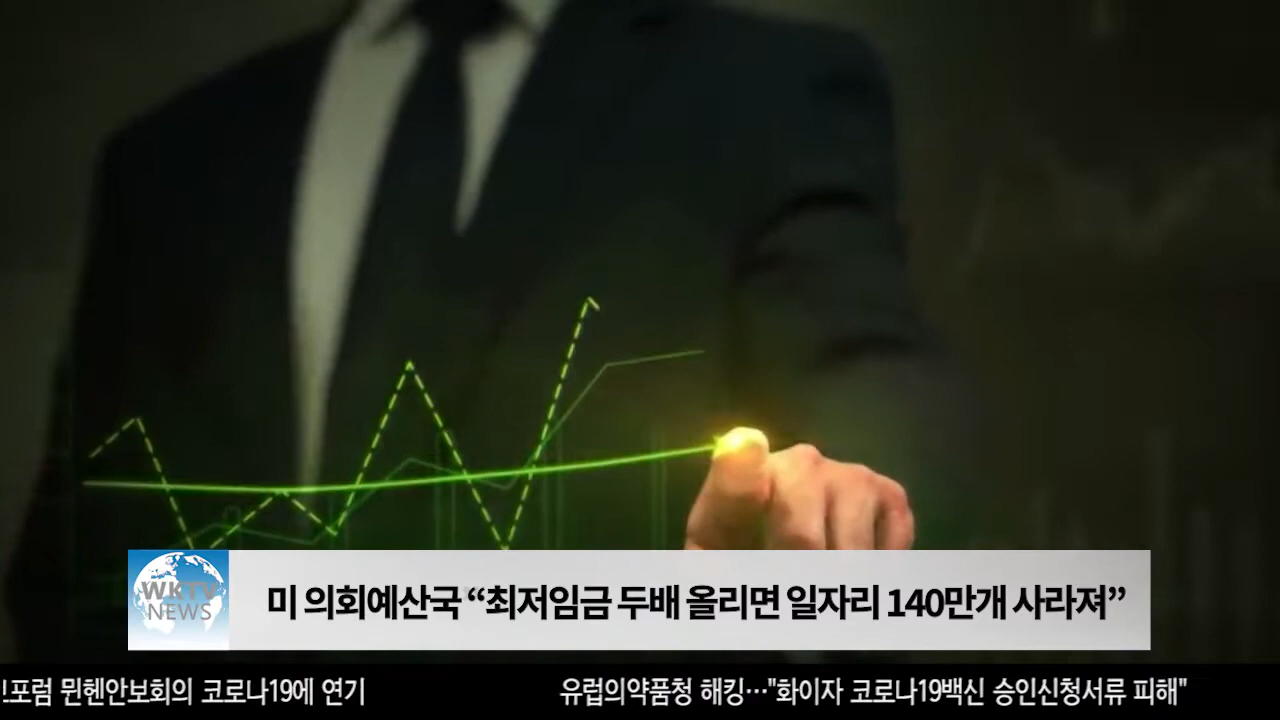 WKTV
NEWS
미 의회예산국 “최저임금 두배 올리면 일자리 140만개 사라져”
포럼 뮌헨안보회의 코로나19에 연기
유럽의약품청 해킹…"화이자 코로나19백신 승인신청서류 피해"